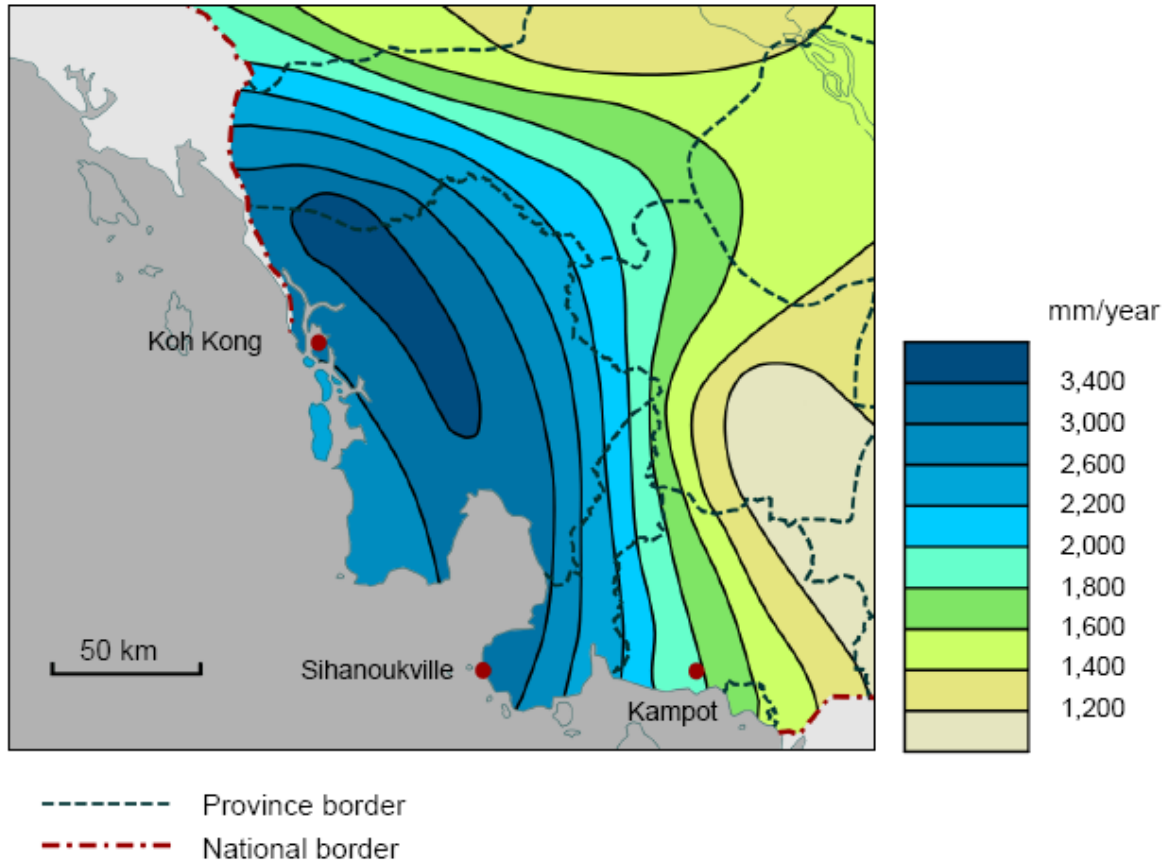 Koh Kong
50 km
Sihanoukville
Kampot
mm/year
3,400
3,000
2,600
2,200
2,000
1,800
1,600
1,400
1,200
Province border
National border